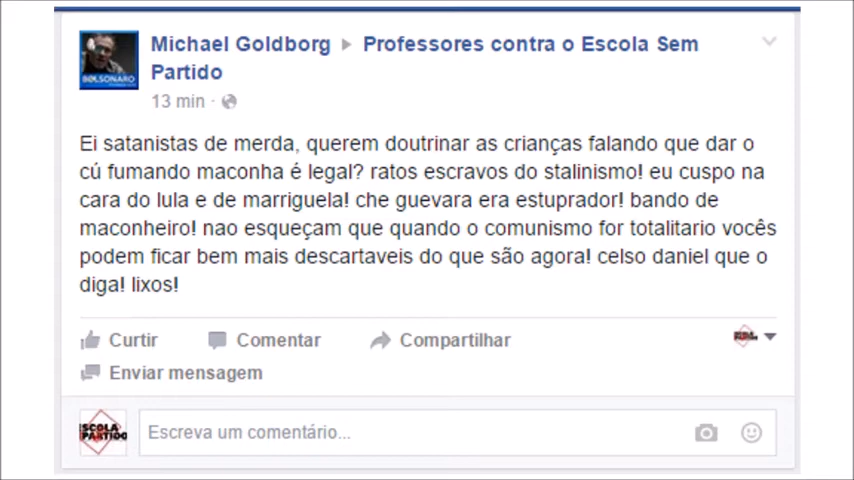 Michael Goldborg ▸ Professores contra o Escola Sem
Partido
BOLSONARO
13 min ·
Ei satanistas de merda, querem doutrinar as crianças falando que dar o
cú fumando maconha é legal? ratos escravos do stalinismo! eu cuspo na
cara do lula e de marriguela! che guevara era estuprador! bando de
maconheiro! nao esqueçam que quando o comunismo for totalitario vocês
podem ficar bem mais descartaveis do que são agora! celso daniel que o
diga! lixos!
Curtir Comentar Compartilhar
Enviar mensagem
ESCOLA
PARTIDO
Escreva um comentário...